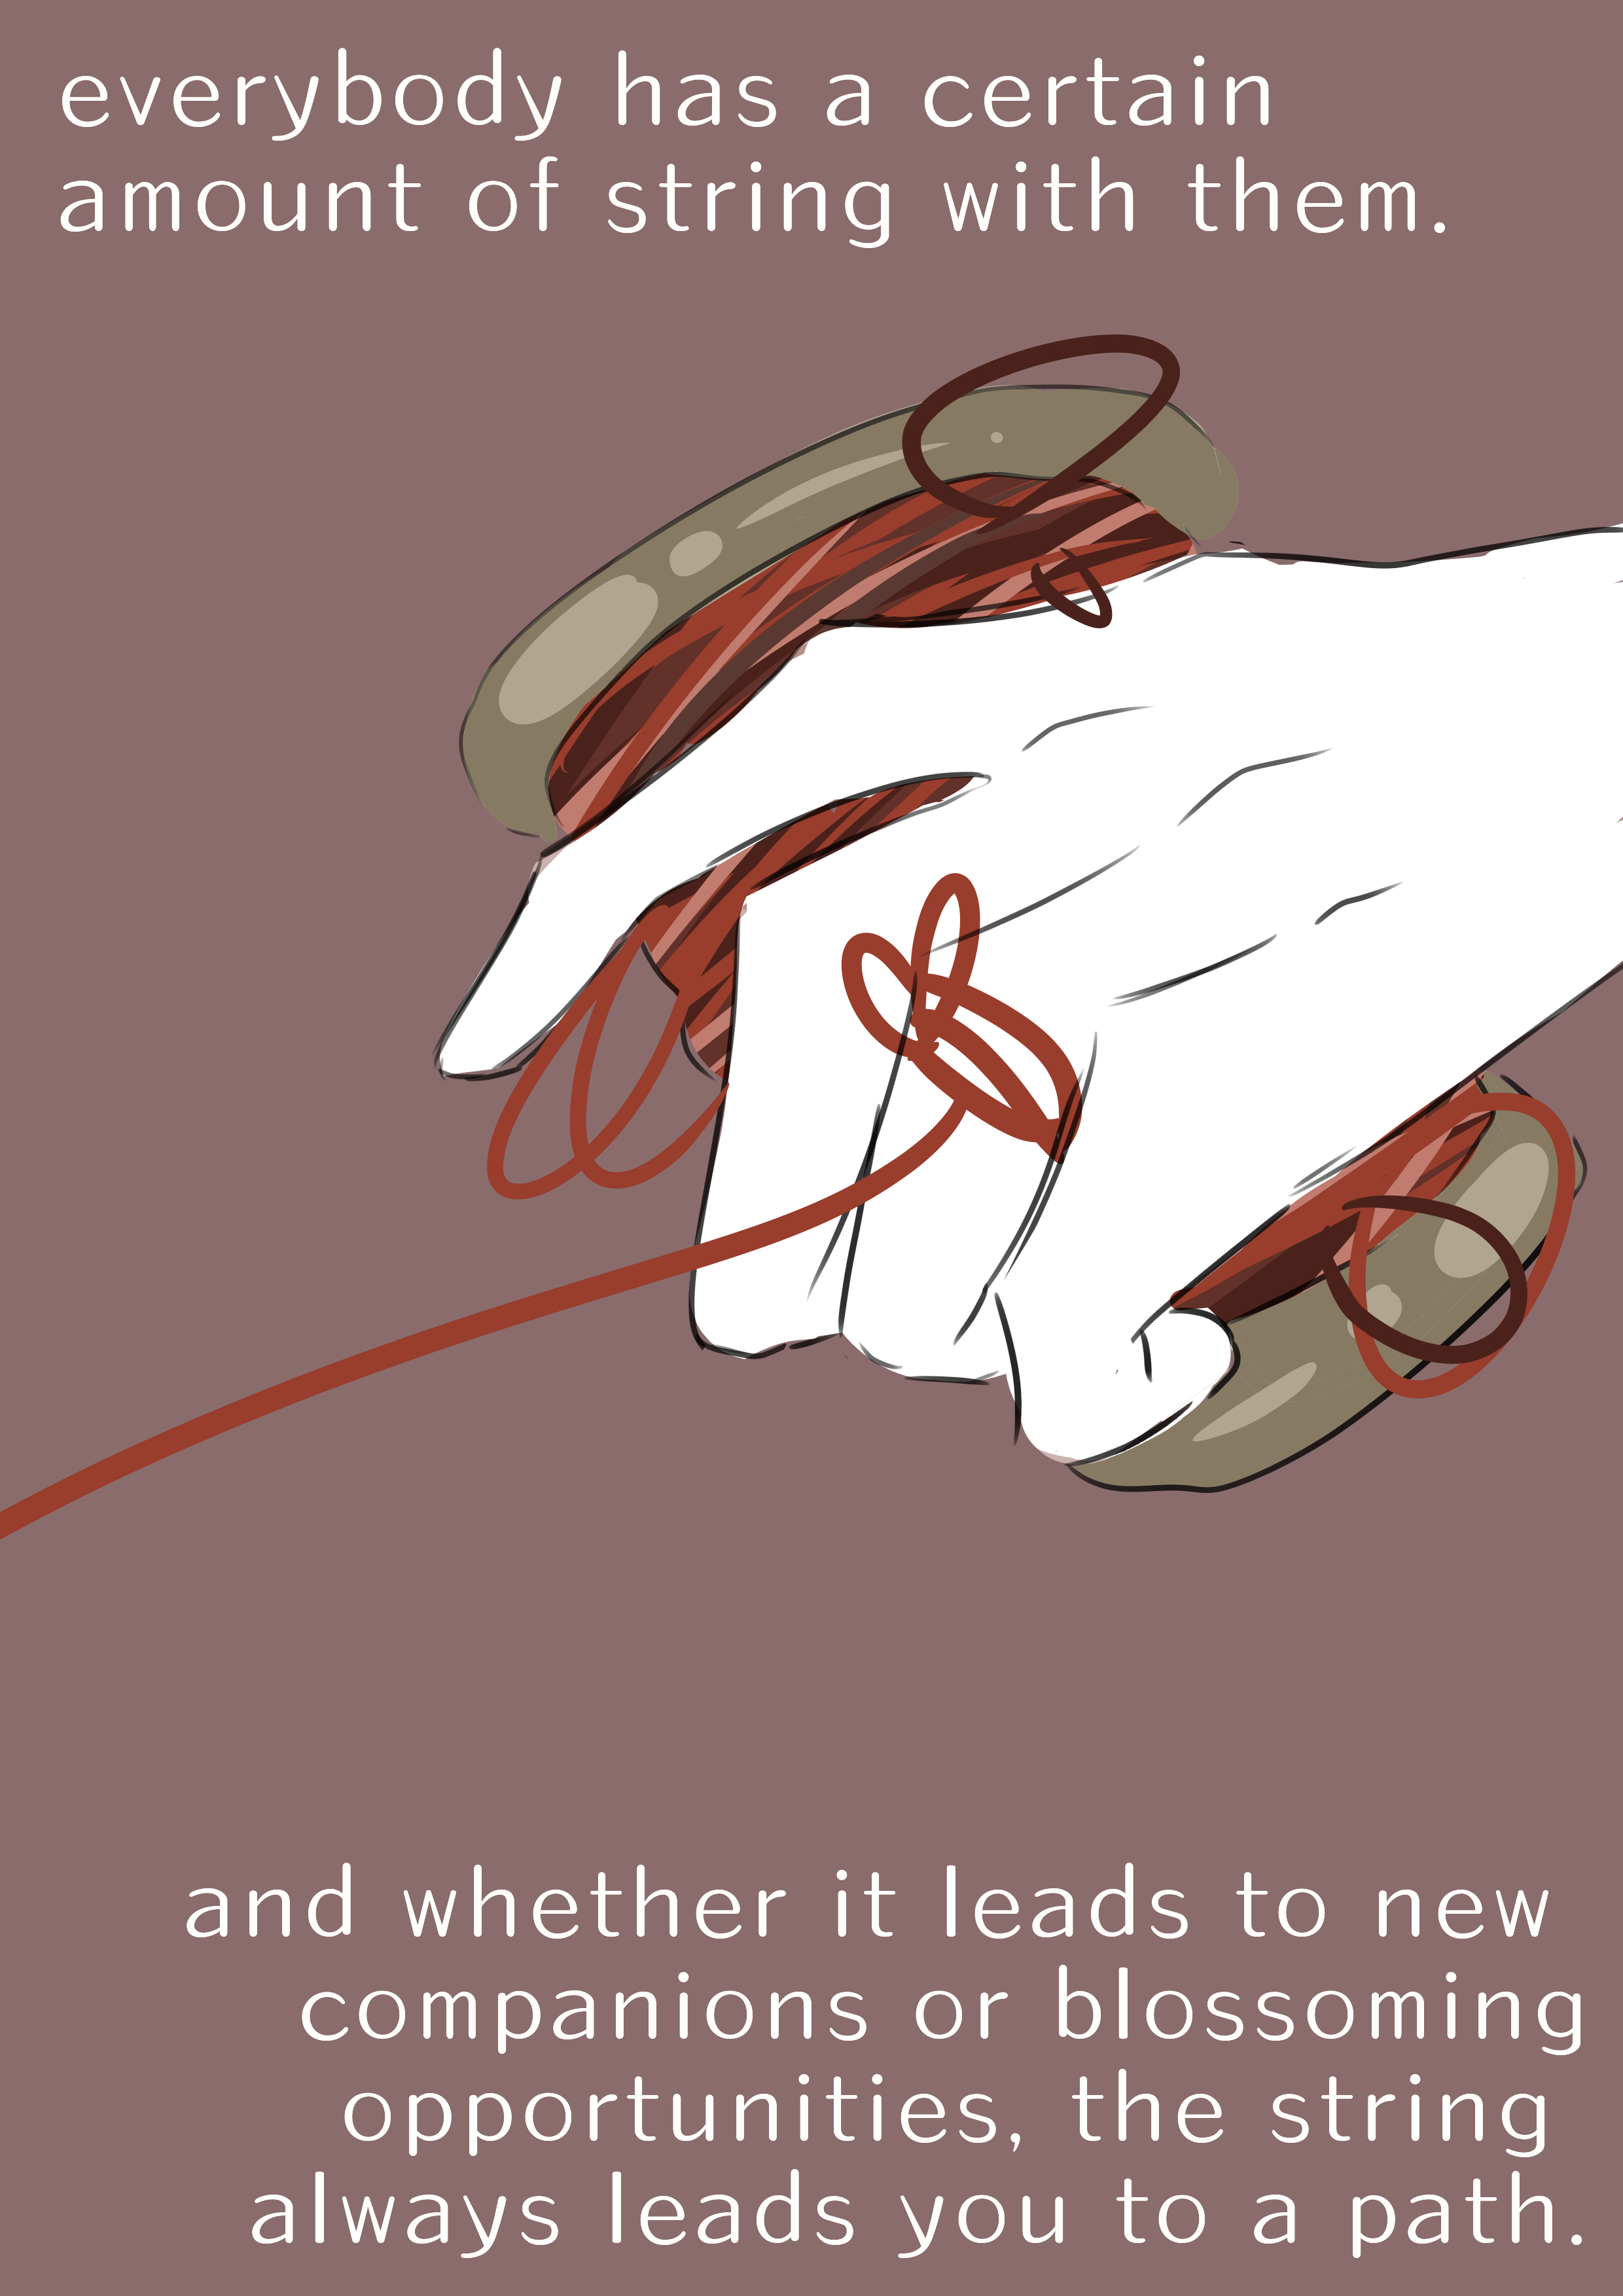 everybody has a certain
amount of string with them.
and whether it leads to new
companions or blossoming
opportunities, the string
always leads you to a path.